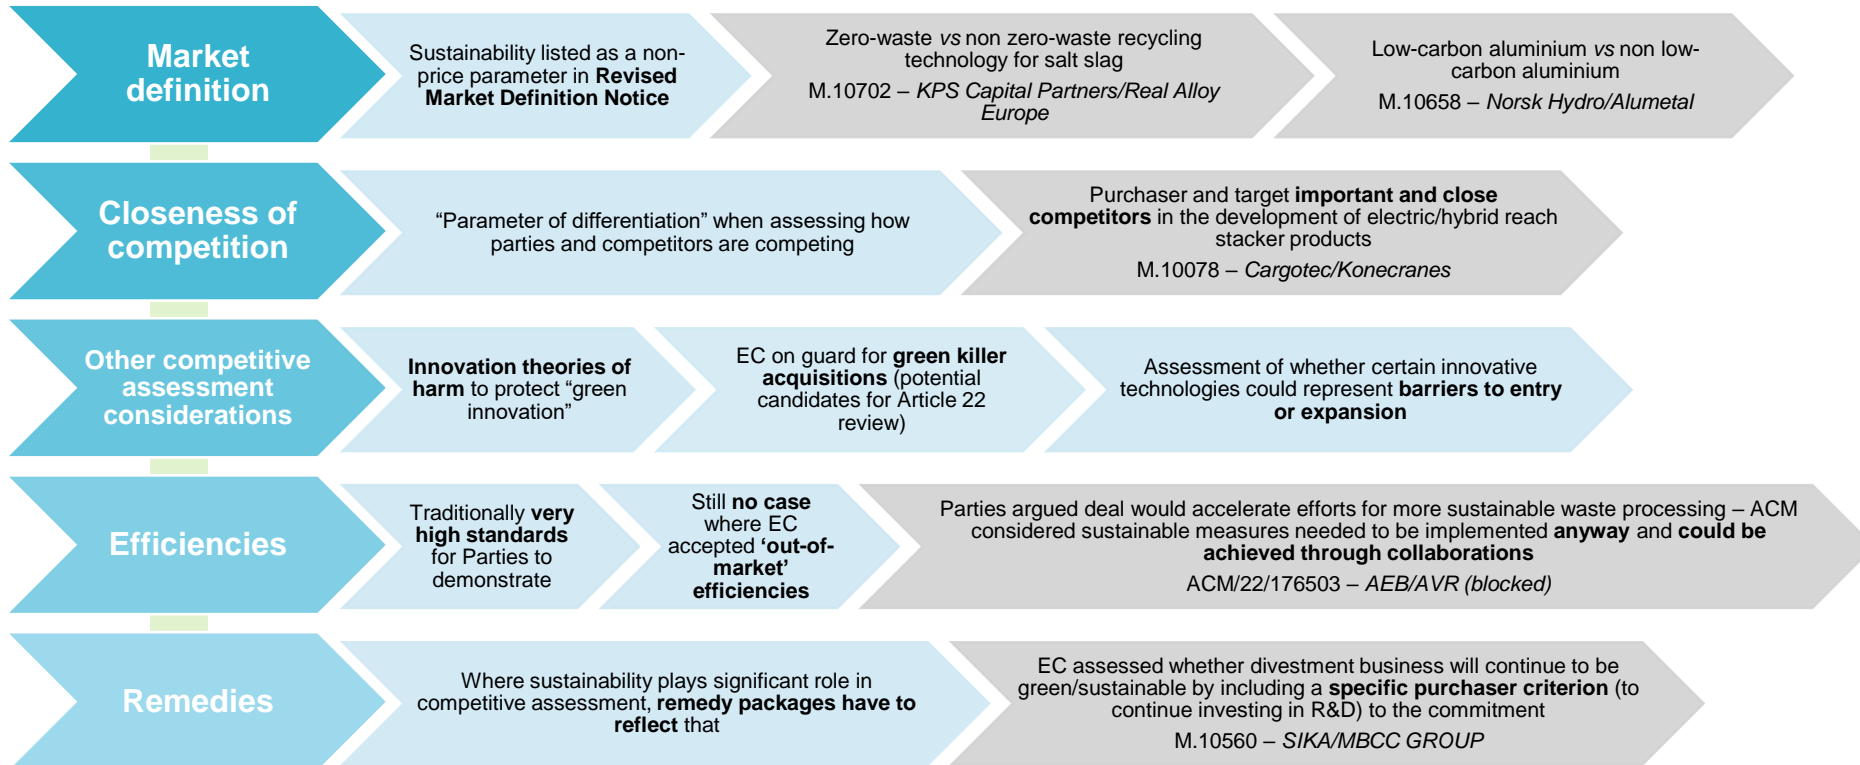 Market
definition
Sustainability listed as a non-
price parameter in Revised
Market Definition Notice
Zero-waste vs non zero-waste recycling
technology for salt slag
M.10702 – KPS Capital Partners/Real Alloy
Europe
Low-carbon aluminium vs non low-
carbon aluminium
M.10658 – Norsk Hydro/Alumetal
Closeness of
competition
“Parameter of differentiation” when assessing how
parties and competitors are competing
Purchaser and target important and close
competitors in the development of electric/hybrid reach
stacker products
M.10078 – Cargotec/Konecranes
Other competitive
assessment
considerations
Innovation theories of
harm to protect “green
innovation”
EC on guard for green killer
acquisitions (potential
candidates for Article 22
review)
Assessment of whether certain innovative
technologies could represent barriers to entry
or expansion
Efficiencies
Traditionally very
high standards
for Parties to
demonstrate
Still no case
where EC
accepted ‘out-of-
market’
efficiencies
Parties argued deal would accelerate efforts for more sustainable waste processing – ACM
considered sustainable measures needed to be implemented anyway and could be
achieved through collaborations
ACM/22/176503 – AEB/AVR (blocked)
Remedies
Where sustainability plays significant role in
competitive assessment, remedy packages have to
reflect that
EC assessed whether divestment business will continue to be
green/sustainable by including a specific purchaser criterion (to
continue investing in R&D) to the commitment
M.10560 – SIKA/MBCC GROUP